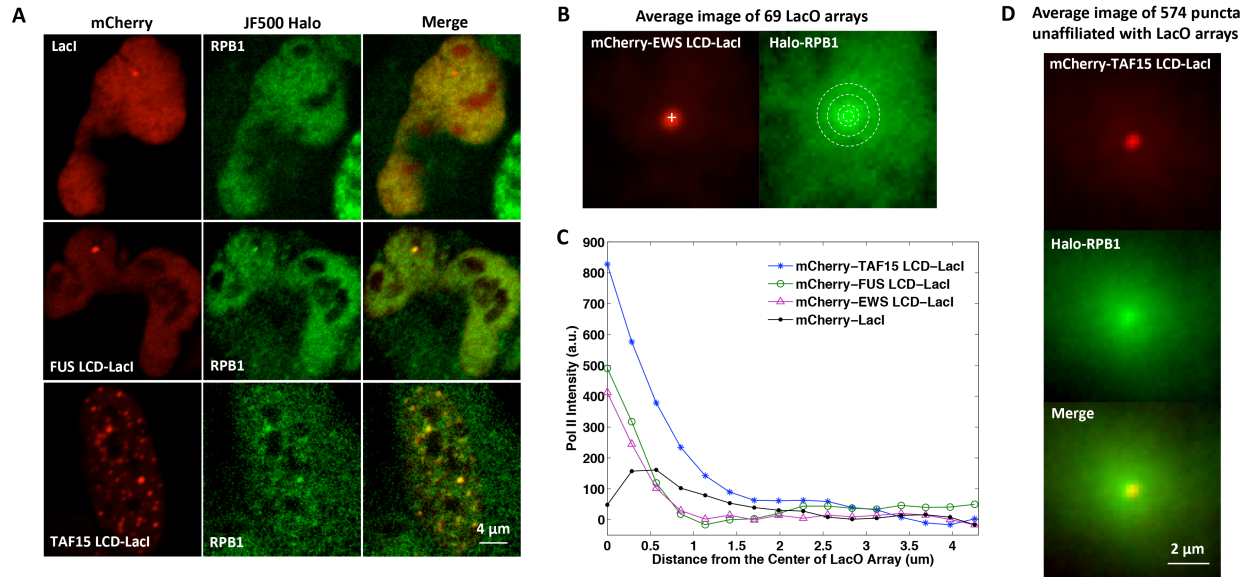 A
mCherry
JF500 Halo
Merge
LacI
RPB1
FUS LCD-LacI
RPB1
TAF15 LCD-LacI
RPB1
4 µm
B
Average image of 69 LacO arrays
mCherry-EWS LCD-LacI
Halo-RPB1
C
900
800
700
600
500
400
300
200
100
0
Pol II Intensity (a.u.)
mCherry–TAF15 LCD–LacI
mCherry–FUS LCD–LacI
mCherry–EWS LCD–LacI
mCherry–LacI
0 0.5 1 1.5 2 2.5 3 3.5 4
Distance from the Center of LacO Array (um)
D
Average image of 574 puncta
unaffiliated with LacO arrays
mCherry-TAF15 LCD-LacI
Halo-RPB1
Merge
2 µm